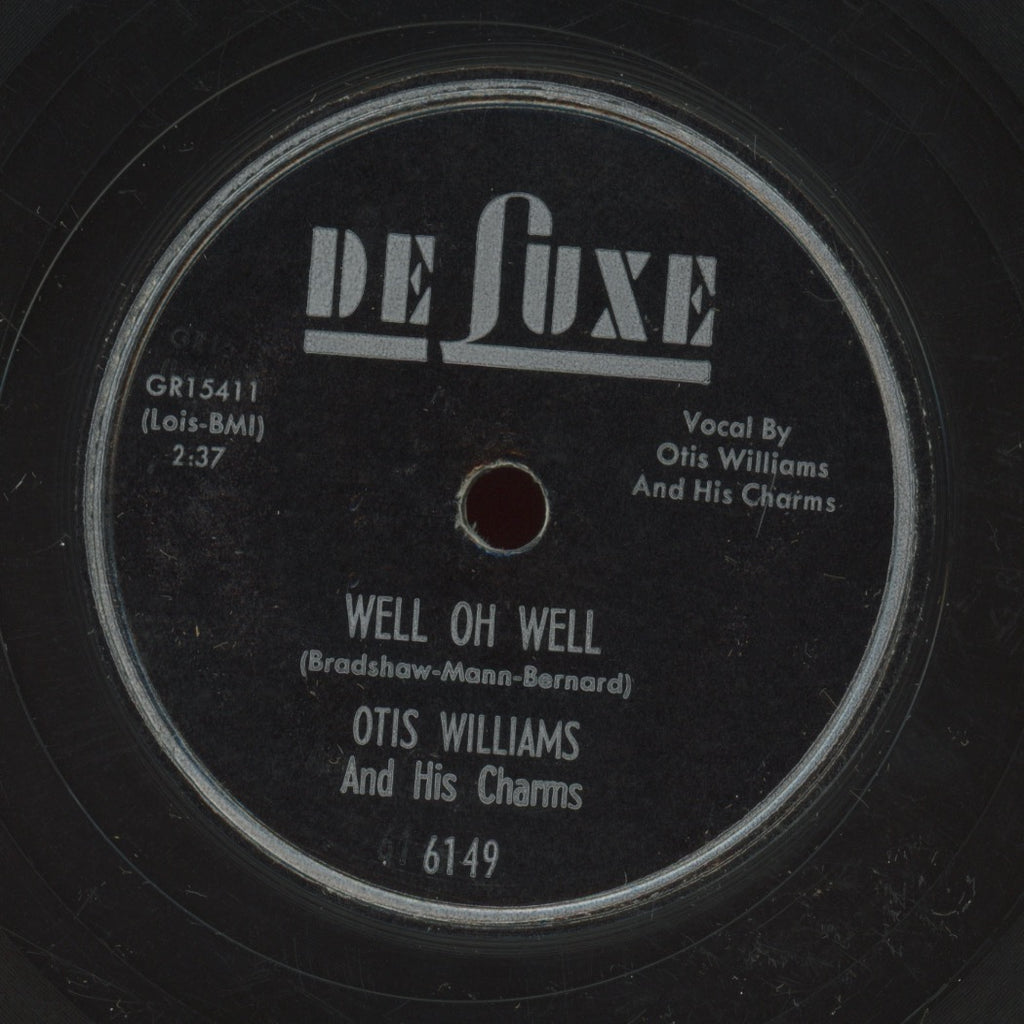 DE LUXE
GR15411
(Lois-BMI)
2:37
Vocal By
Otis Williams
And His Charms
WELL OH WELL
(Bradshaw-Mann-Bernard)
OTIS WILLIAMS
And His Charms
6149